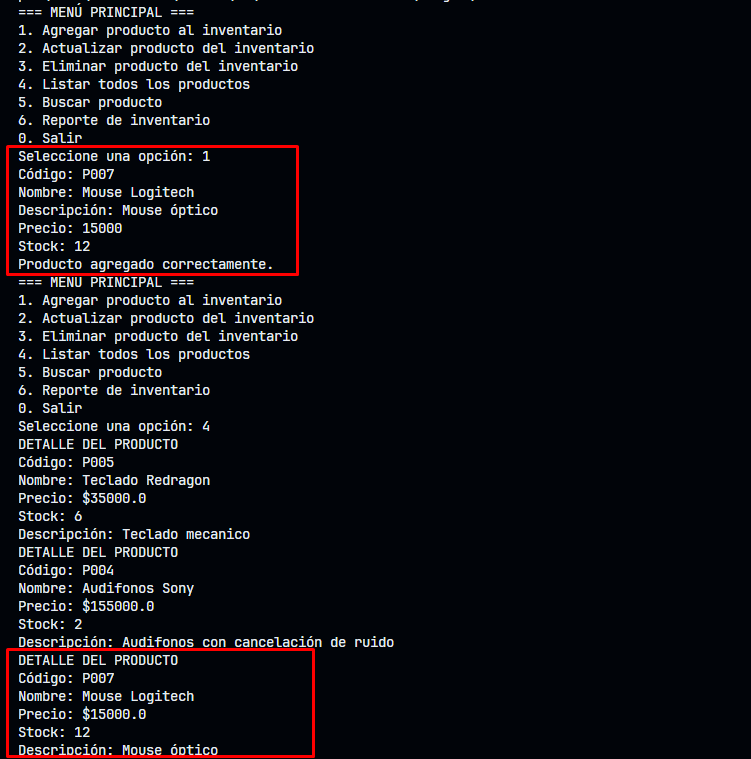 === MENÚ PRINCIPAL ===
1. Agregar producto al inventario
2. Actualizar producto del inventario
3. Eliminar producto del inventario
4. Listar todos los productos
5. Buscar producto
6. Reporte de inventario
0. Salir
Seleccione una opción: 1
Código: P007
Nombre: Mouse Logitech
Descripción: Mouse óptico
Precio: 15000
Stock: 12
Producto agregado correctamente.
=== MENÚ PRINCIPAL ===
1. Agregar producto al inventario
2. Actualizar producto del inventario
3. Eliminar producto del inventario
4. Listar todos los productos
5. Buscar producto
6. Reporte de inventario
0. Salir
Seleccione una opción: 4
DETALLE DEL PRODUCTO
Código: P005
Nombre: Teclado Redragon
Precio: $35000.0
Stock: 6
Descripción: Teclado mecanico
DETALLE DEL PRODUCTO
Código: P004
Nombre: Audifonos Sony
Precio: $155000.0
Stock: 2
Descripción: Audifonos con cancelación de ruido
DETALLE DEL PRODUCTO
Código: P007
Nombre: Mouse Logitech
Precio: $15000.0
Stock: 12
Descripción: Mouse óptico